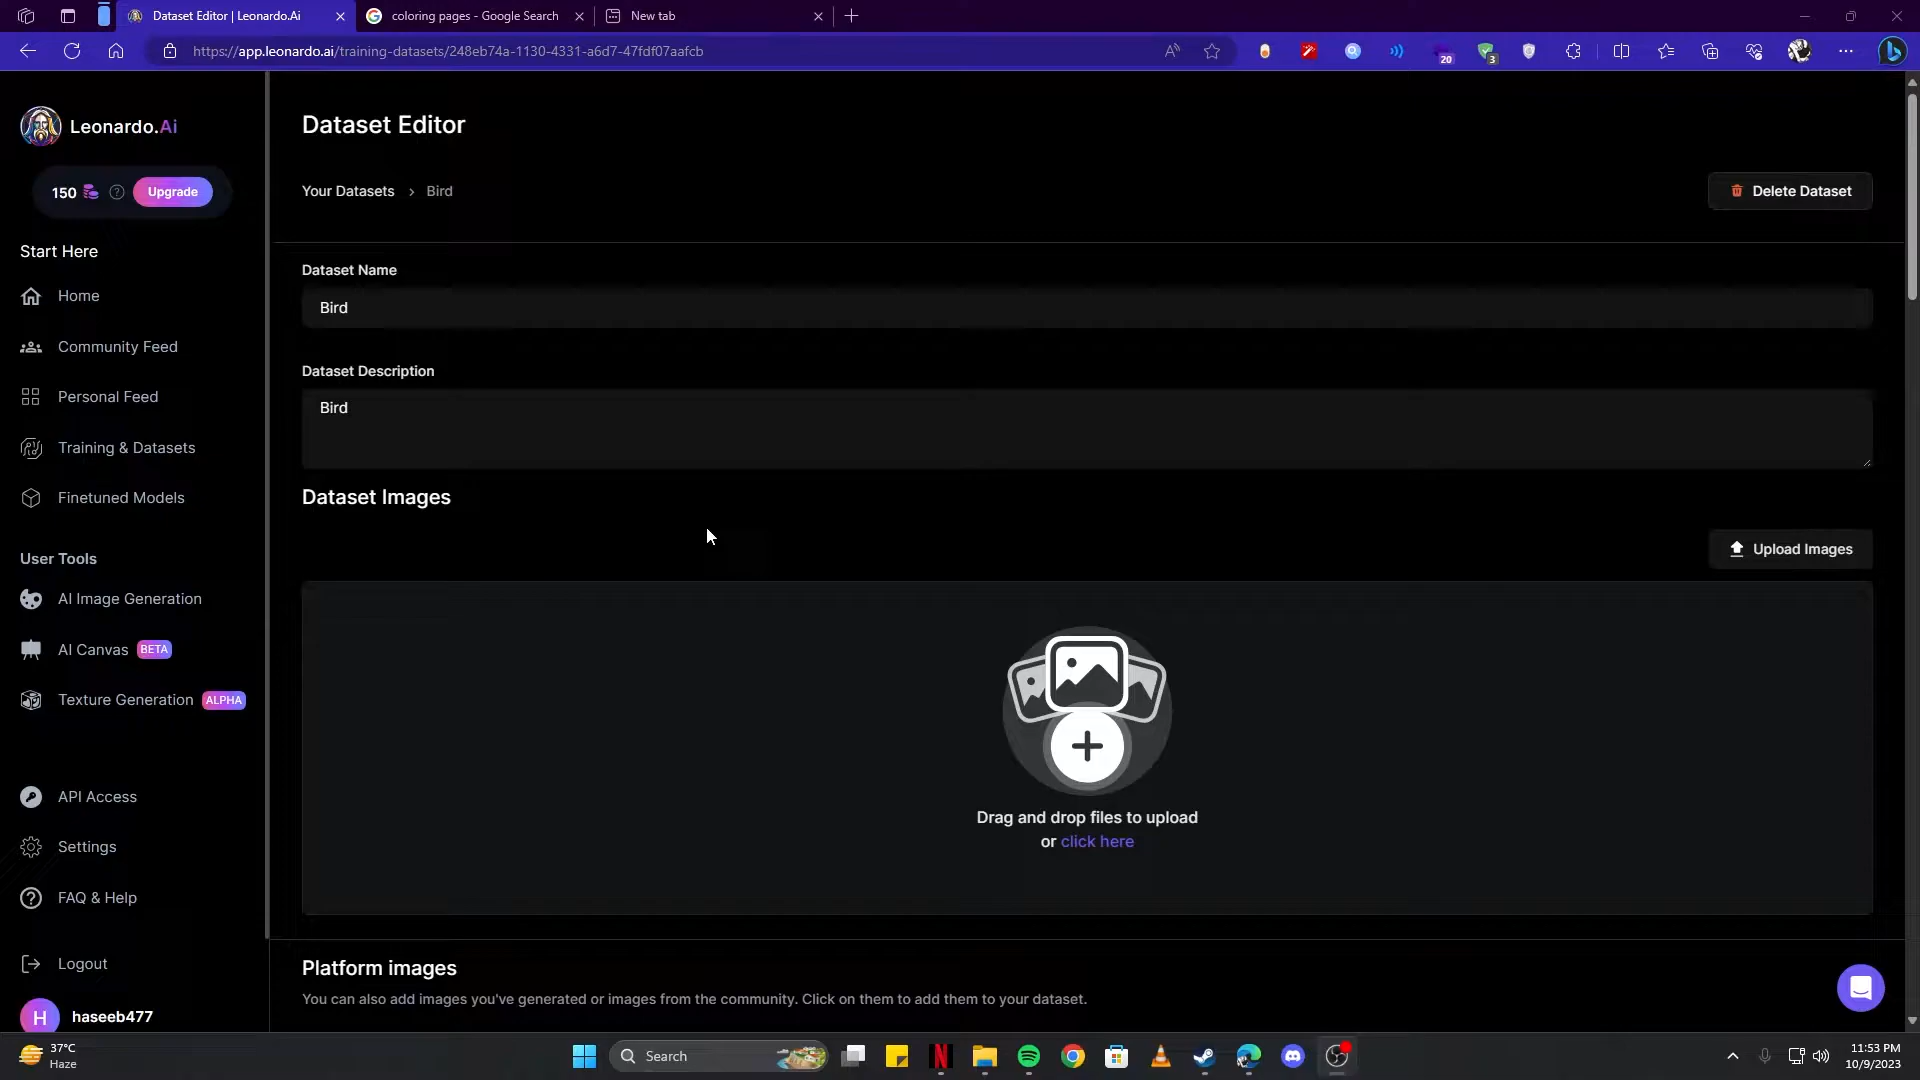 Dataset Editor | Leonardo.Ai
coloring pages - Google Search
New tab
https://app.leonardo.ai/training-datasets/248eb74a-1130-4331-a6d7-47fdf07aafcb
20
3
Leonardo.Ai
150
Upgrade
Start Here
Home
Community Feed
Personal Feed
Training & Datasets
Finetuned Models
User Tools
AI Image Generation
AI Canvas BETA
Texture Generation ALPHA
API Access
Settings
FAQ & Help
Logout
H haseeb477
Dataset Editor
Your Datasets > Bird
Delete Dataset
Dataset Name
Bird
Dataset Description
Bird
Dataset Images
Upload Images
Drag and drop files to upload
or click here
Platform images
You can also add images you've generated or images from the community. Click on them to add them to your dataset.
37°C
Haze
Search
11:53 PM
10/9/2023